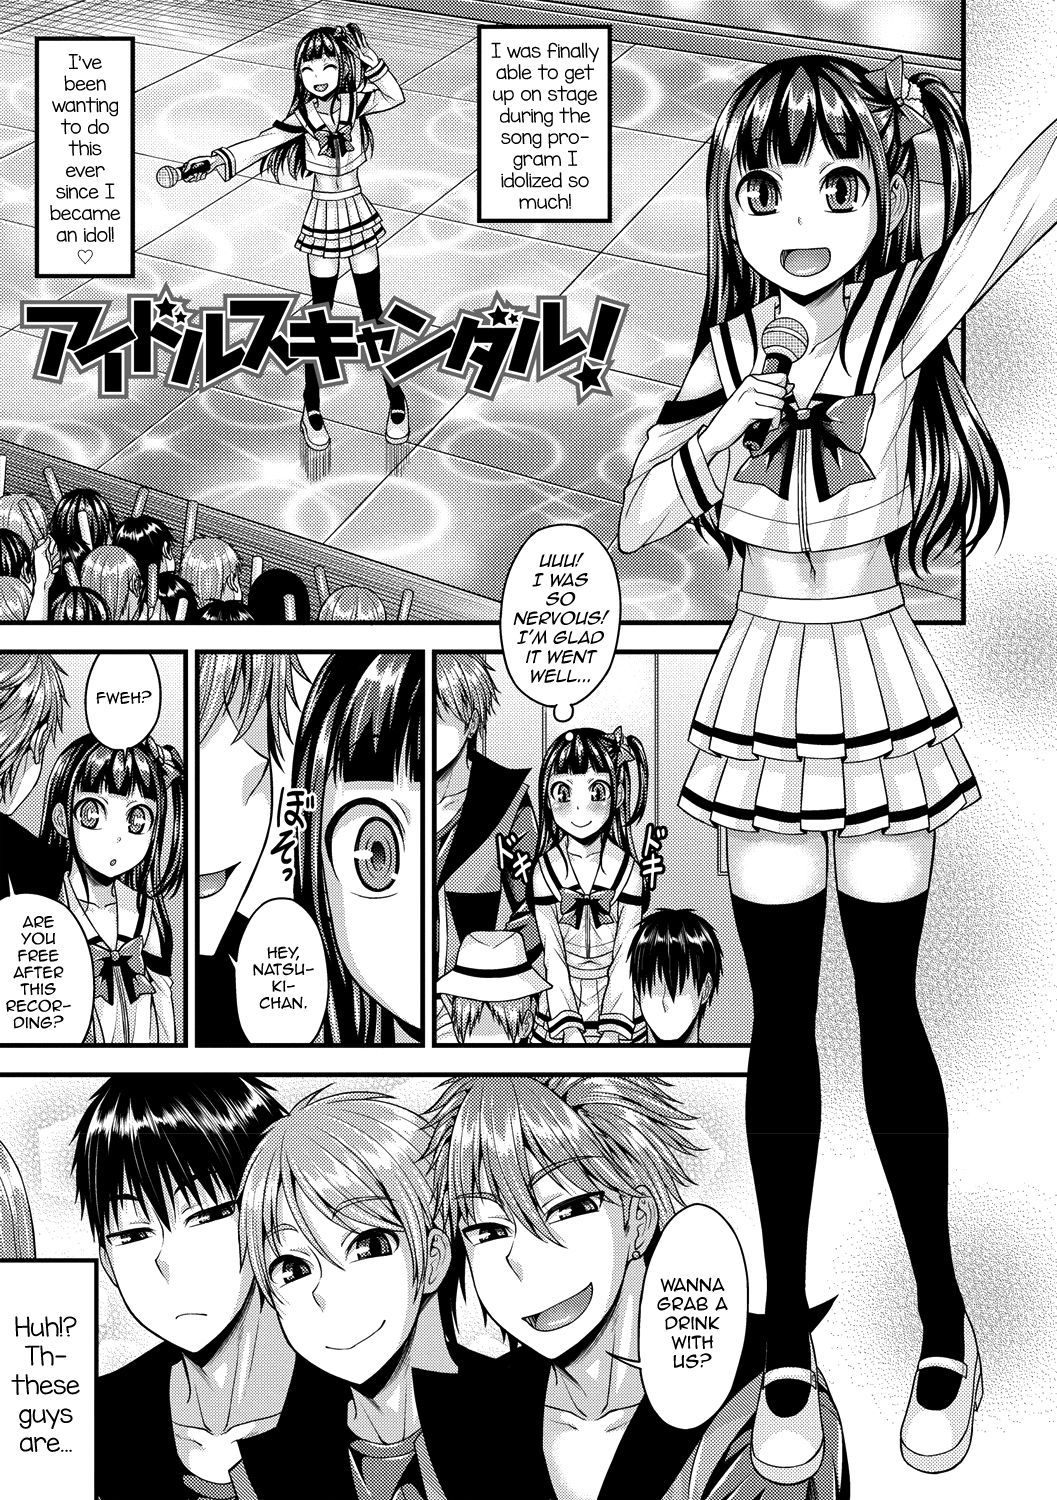 I was finally
able to get
up on stage
during the
song pro-
gram I
idolized so
much!
I've
been
wanting
to do
this
ever
since I
became
an idol!
♡
アイドルスキャンダル!
UUU!
I WAS
SO
NERVOUS!
I'M GLAD
IT WENT
WELL...
ドキ
ドキ
ぼそっ
HEY,
NATSU-
KI-
CHAN.
FWEH?
ARE
YOU
FREE
AFTER
THIS
RECOR-
DING?
WANNA
GRAB A
DRINK
WITH
US?
Huh!?
Th-
these
guys
are...